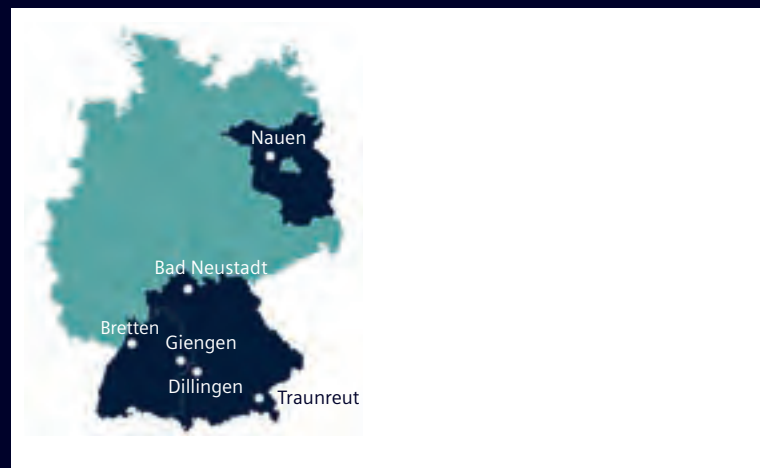 Nauen
Bad Neustadt
Bretten
Giengen
Dillingen
Traunreut